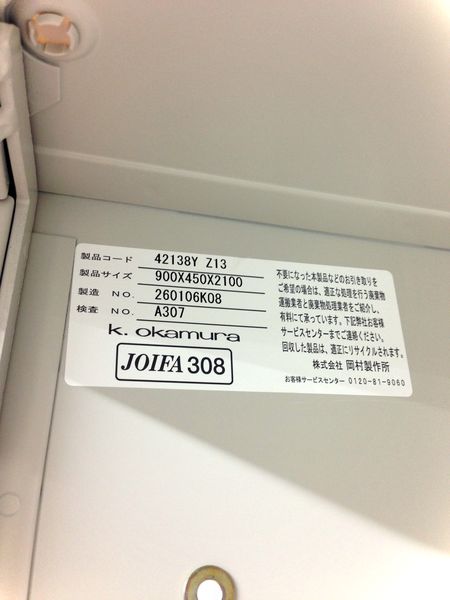 製品コード 42138Y Z13
製品サイズ 900X450X2100
製造 NO. 260106K08
検査 NO. A307
k. okamura
JOIFA 308
不要になった本製品などのお引き取りを
ご希望の場合は、適正な処理を行う廃棄物
運搬業者と廃棄物処理業者をご紹介し、
有料にて承っています。下記弊社お客様
サービスセンターまでご連絡ください。
回収した製品は、適正にリサイクルされます。
株式会社 岡村製作所
お客様サービスセンター 0120-81-9060